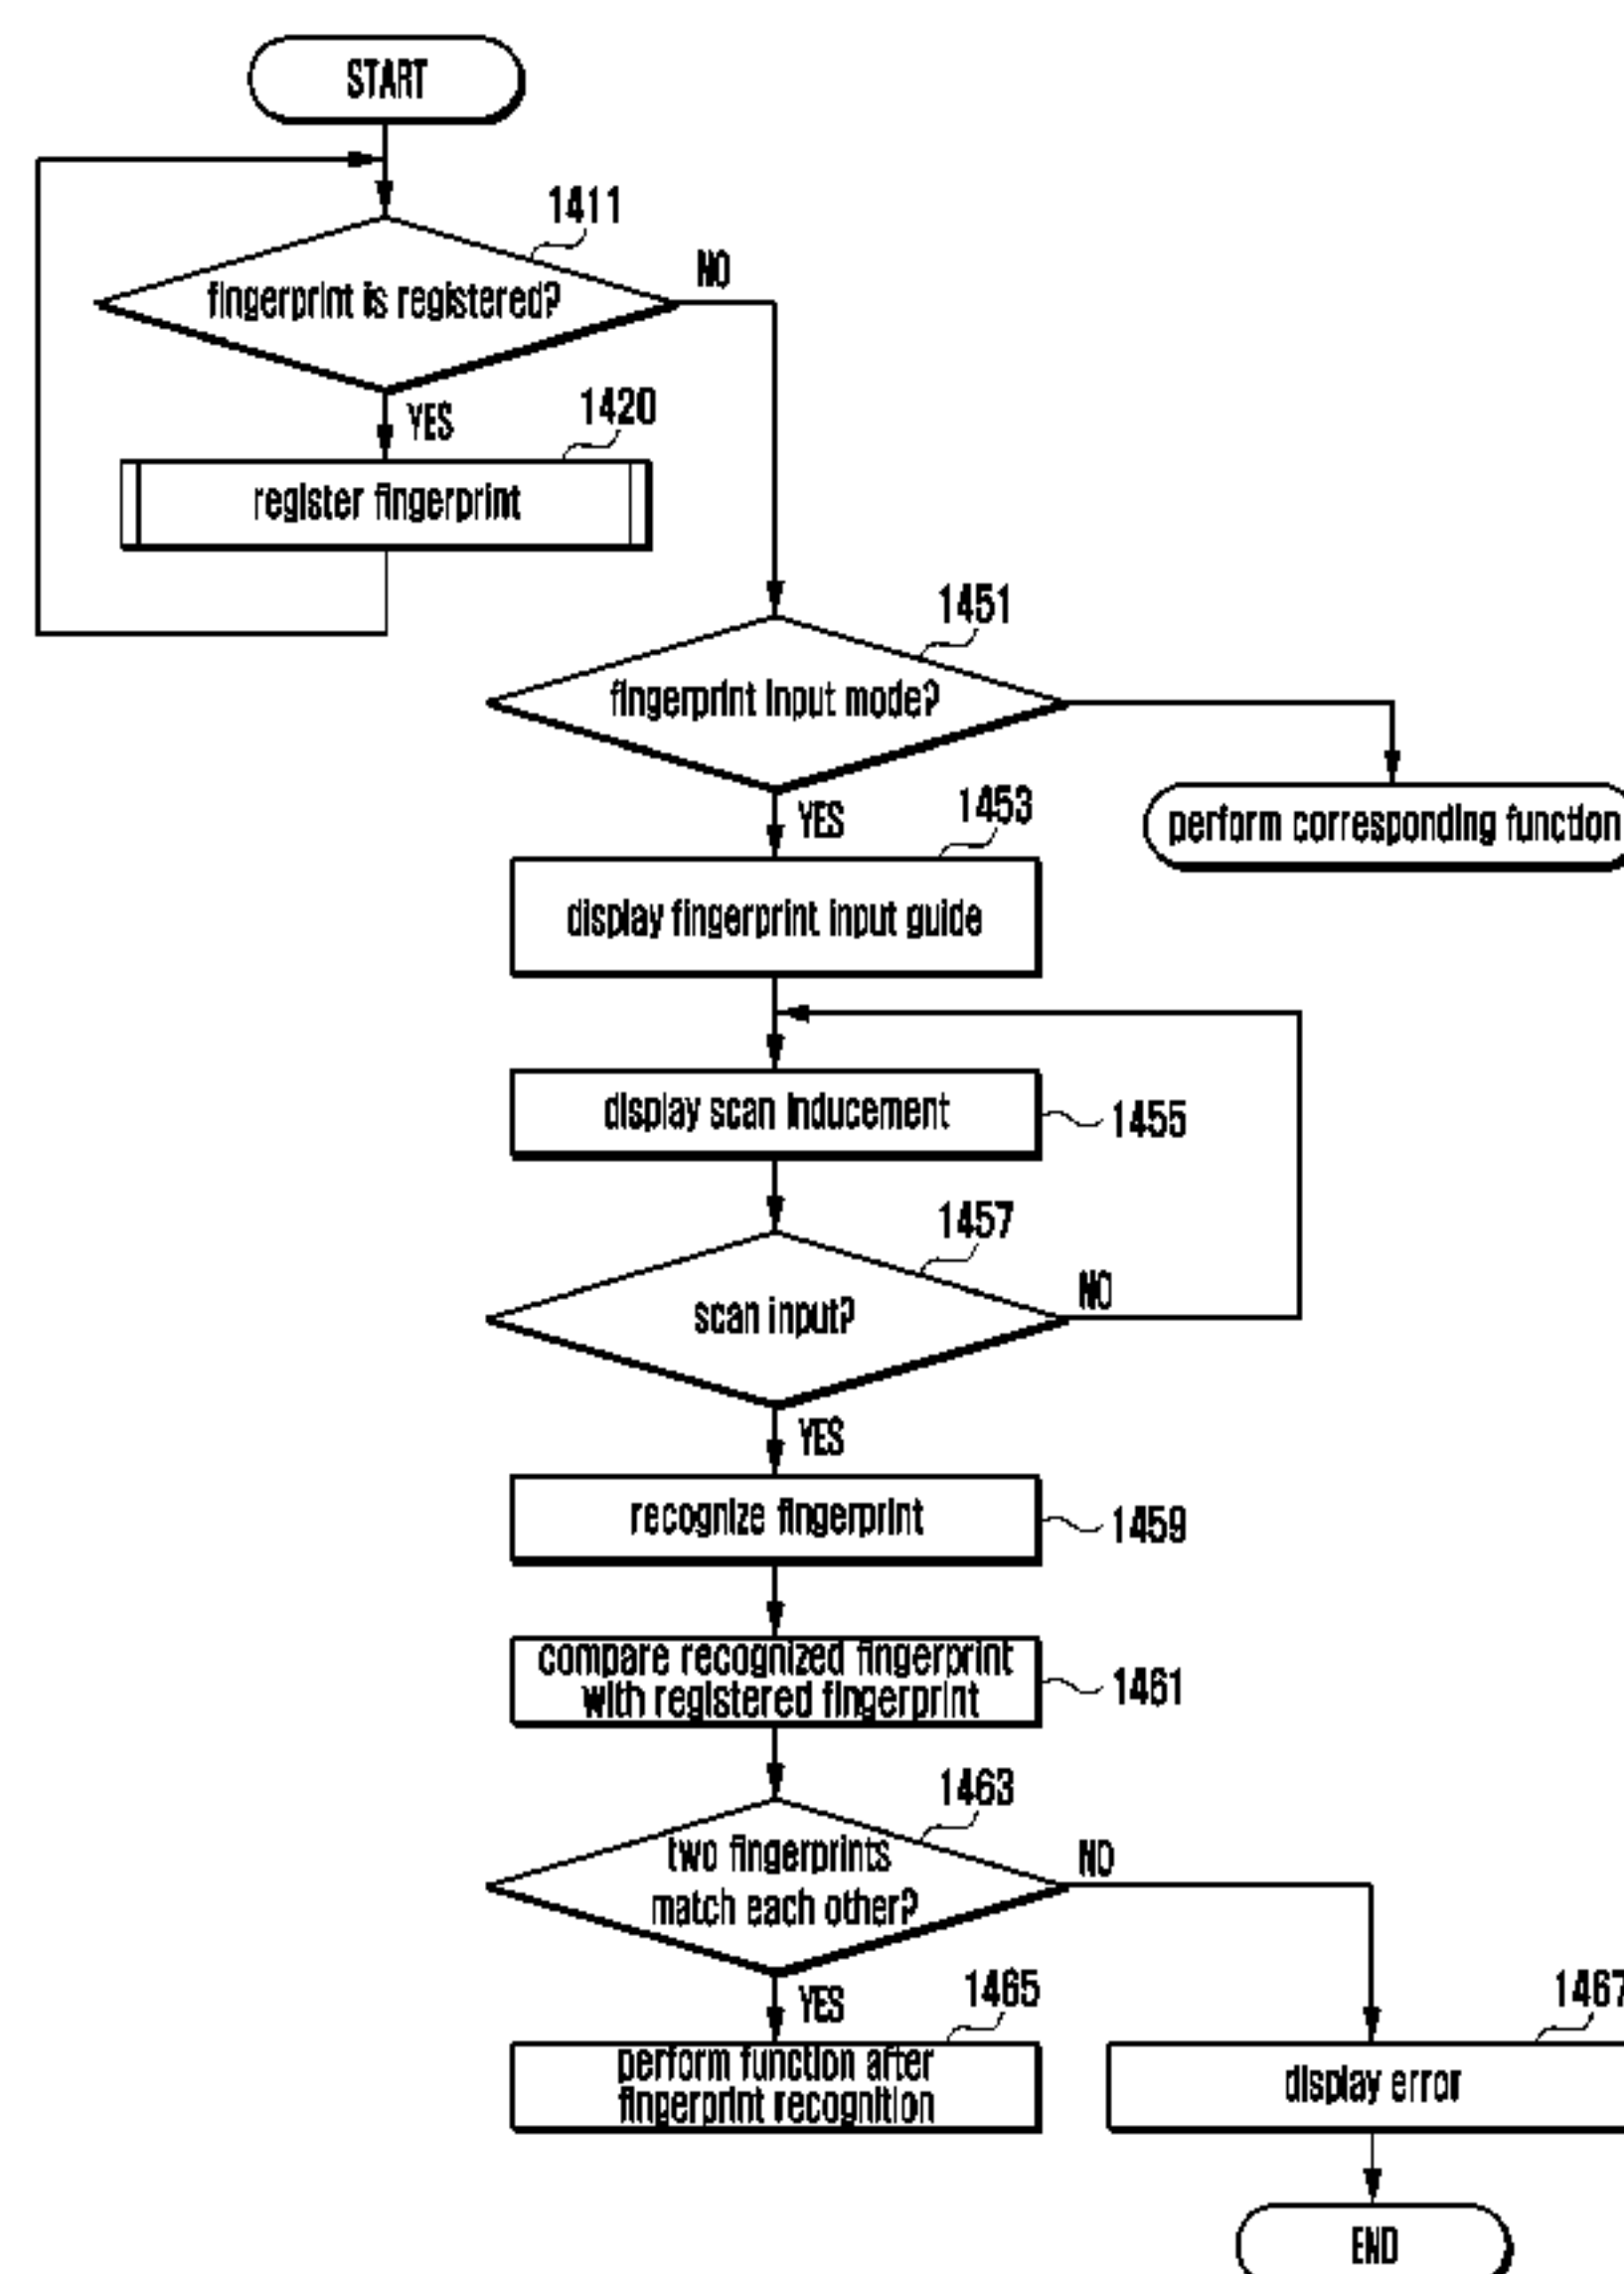 START
1411
fingerprint is registered?
NO
YES
1420
register fingerprint
1451
fingerprint input mode?
YES
1453
perform corresponding function
display fingerprint input guide
display scan inducement
1455
1457
scan input?
NO
YES
recognize fingerprint
1459
compare recognized fingerprint
with registered fingerprint
1461
1463
two fingerprints
match each other?
NO
YES
1465
1467
perform function after
fingerprint recognition
display error
END